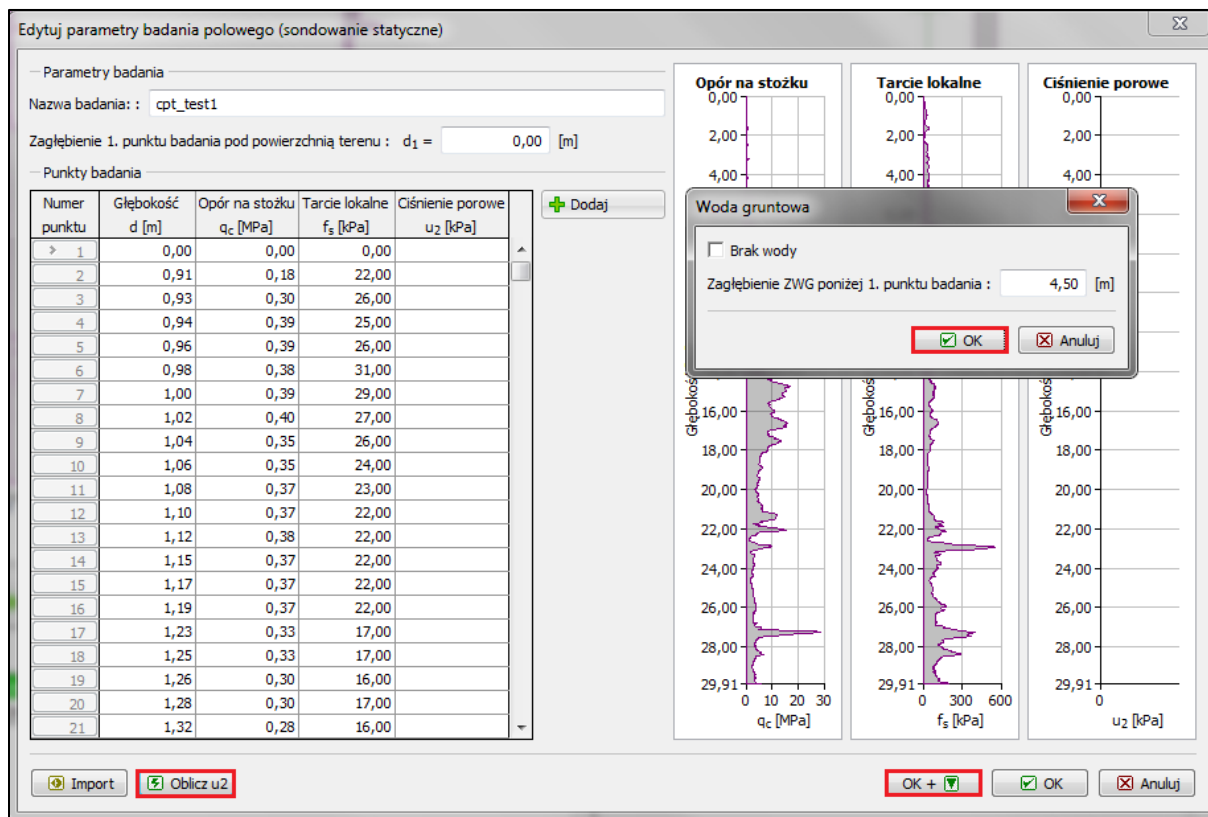 Edytuj parametry badania polowego (sondowanie statyczne)
Parametry badania
Nazwa badania: : cpt_test1
Zagłębienie 1. punktu badania pod powierzchnią terenu : d1 = 0,00 [m]
Punkty badania
Numer punktu Głębokość d [m] Opór na stożku qc [MPa] Tarcie lokalne fs [kPa] Ciśnienie porowe u2 [kPa]
1 0,00 0,00 0,00
2 0,91 0,18 22,00
3 0,93 0,30 26,00
4 0,94 0,39 25,00
5 0,96 0,39 26,00
6 0,98 0,38 31,00
7 1,00 0,39 29,00
8 1,02 0,40 27,00
9 1,04 0,35 26,00
10 1,06 0,35 24,00
11 1,08 0,37 23,00
12 1,10 0,37 22,00
13 1,12 0,38 22,00
14 1,15 0,37 22,00
15 1,17 0,37 22,00
16 1,19 0,37 22,00
17 1,23 0,33 17,00
18 1,25 0,33 17,00
19 1,26 0,30 16,00
20 1,28 0,30 17,00
21 1,32 0,28 16,00
Dodaj
Opór na stożku
0,00
2,00
4,00
16,00
18,00
20,00
22,00
24,00
26,00
28,00
29,91
0 10 20 30
qc [MPa]
Tarcie lokalne
0,00
2,00
4,00
16,00
18,00
20,00
22,00
24,00
26,00
28,00
29,91
0 300 600
fs [kPa]
Ciśnienie porowe
0,00
2,00
4,00
16,00
18,00
20,00
22,00
24,00
26,00
28,00
29,91
0
u2 [kPa]
Woda gruntowa
Brak wody
Zagłębienie ZWG poniżej 1. punktu badania : 4,50 [m]
OK Anuluj
Import Oblicz u2 OK + OK Anuluj